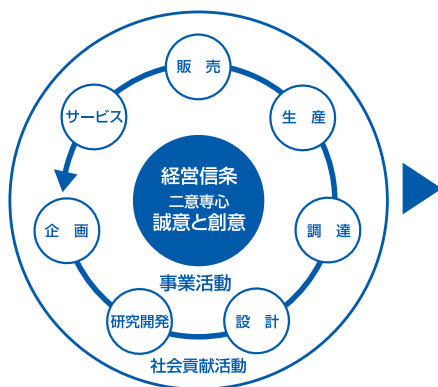 販 売
サービス
生 産
経営信条
二意専心
誠意と創意
企 画
調 達
事業活動
研究開発
設 計
社会貢献活動